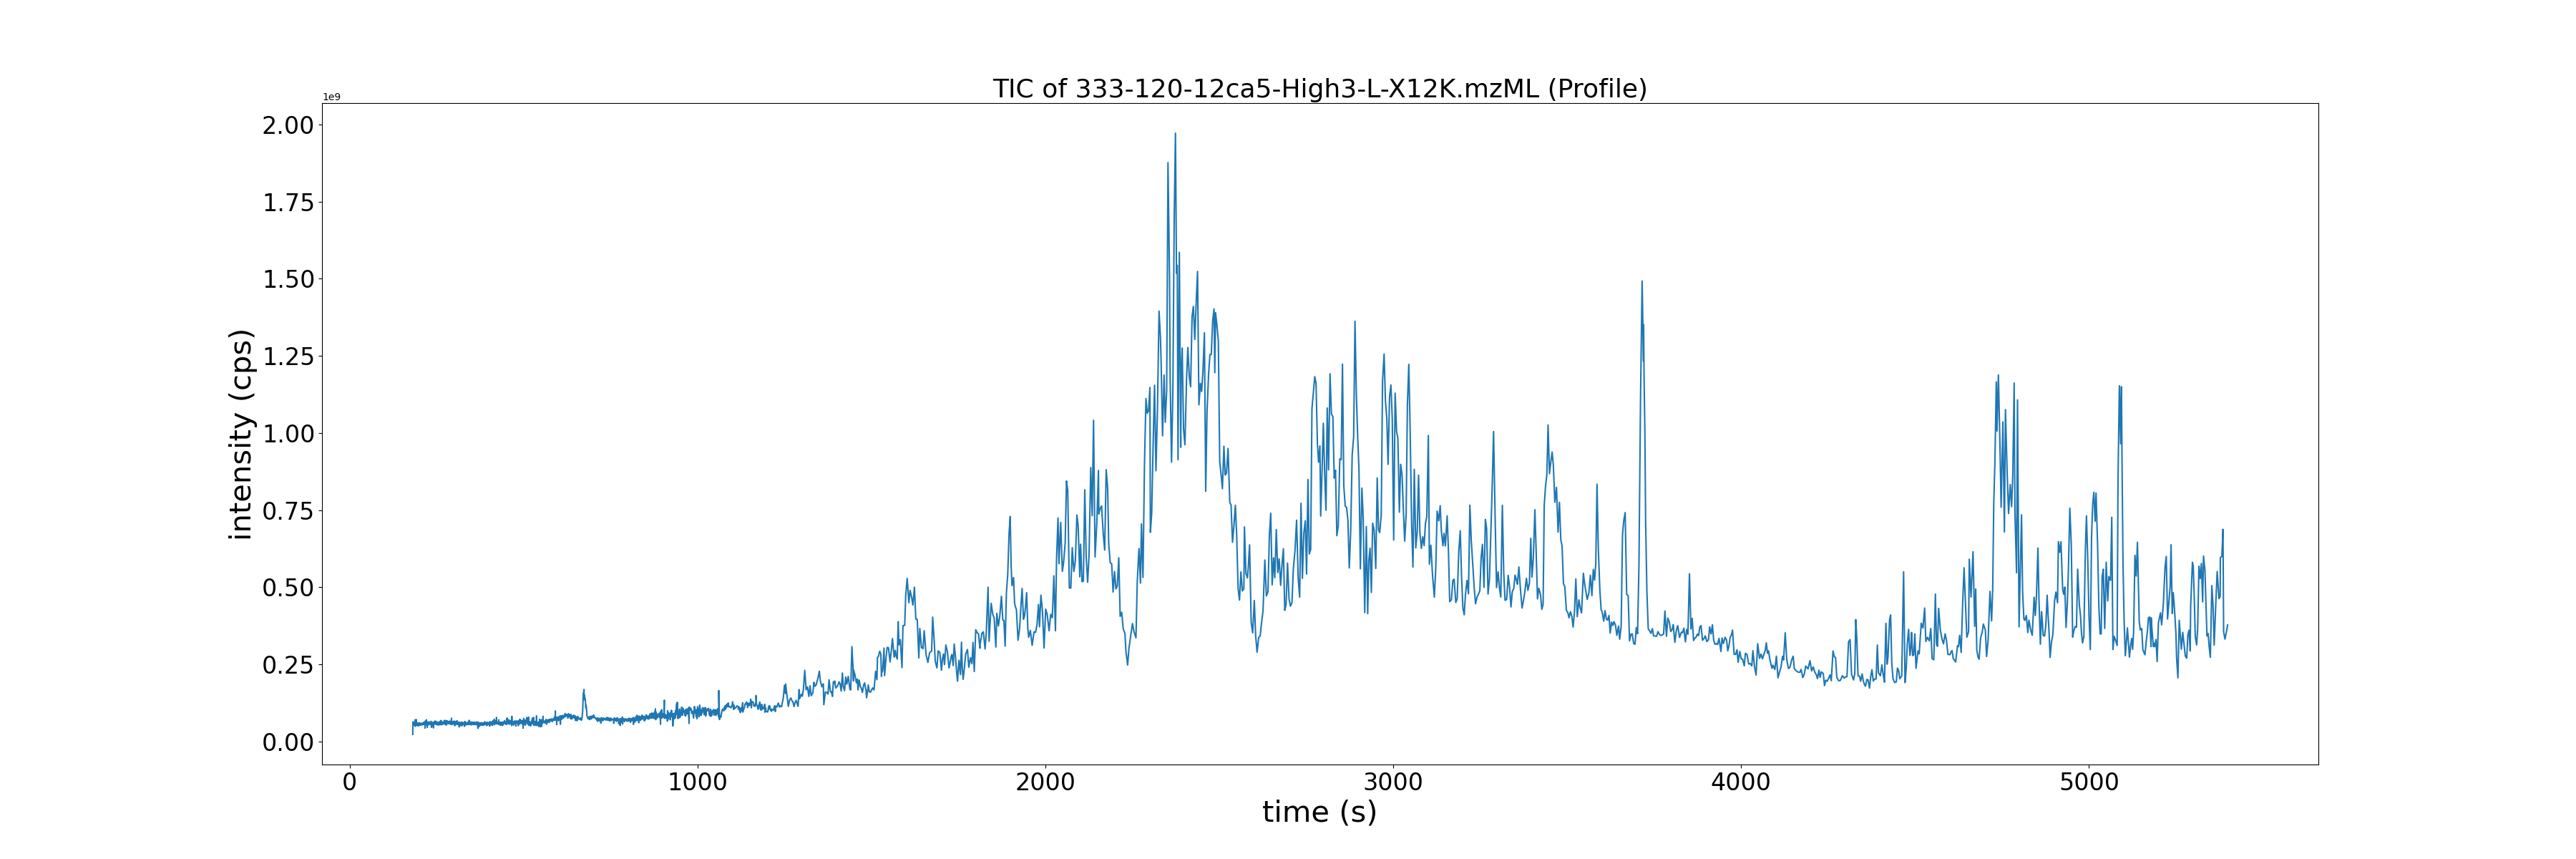 TIC of 333-120-12ca5-High3-L-X12K.mzML (Profile)
1e9
2.00
1.75
1.50
1.25
1.00
0.75
0.50
0.25
0.00
intensity (cps)
0 1000 2000 3000 4000 5000
time (s)